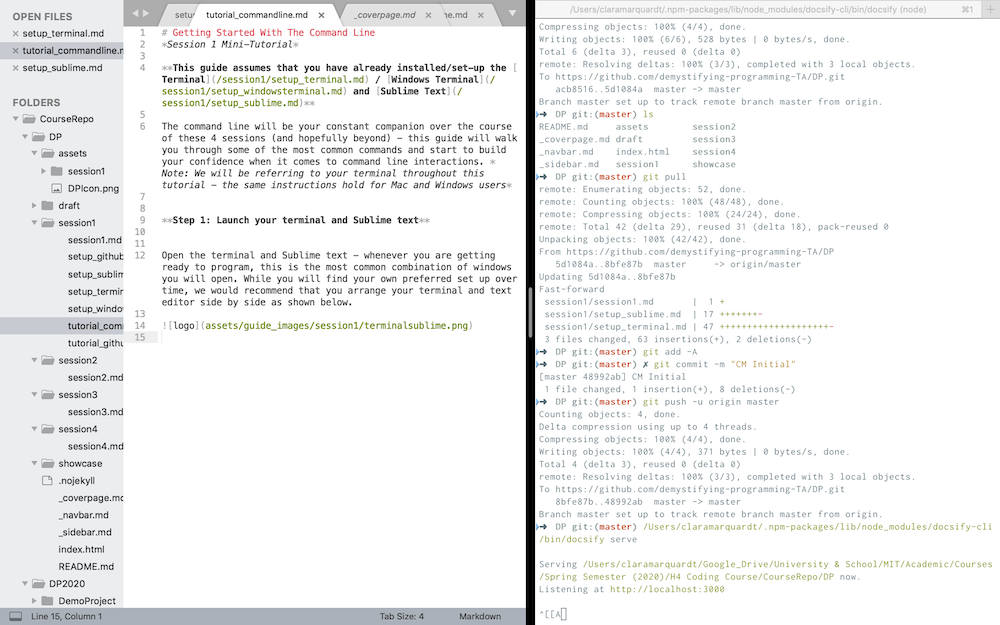 OPEN FILES
× setup_terminal.md
× tutorial_commandline.m
× setup_sublime.md
FOLDERS
CourseRepo
DP
assets
session1
DPIcon.png
draft
session1
session1.md
setup_github
setup_sublim
setup_termin
setup_windo
tutorial_com
tutorial_githu
session2
session2.md
session3
session3.md
session4
session4.md
showcase
.nojekyll
_coverpage.md
_navbar.md
_sidebar.md
index.html
README.md
DP2020
DemoProject
setu tutorial_commandline.md × _coverpage.md × e.md ×
1 # Getting Started With The Command Line
2 *Session 1 Mini-Tutorial*
3
4 **This guide assumes that you have already installed/set-up the [
Terminal](/session1/setup_terminal.md) / [Windows Terminal](/
session1/setup_windowsterminal.md) and [Sublime Text](/
session1/setup_sublime.md)**
5
6 The command line will be your constant companion over the course
of these 4 sessions (and hopefully beyond) – this guide will walk
you through some of the most common commands and start to build
your confidence when it comes to command line interactions. *
Note: We will be referring to your terminal throughout this
tutorial – the same instructions hold for Mac and Windows users*
7
8
9 **Step 1: Launch your terminal and Sublime text**
10
11
12 Open the terminal and Sublime text – whenever you are getting
ready to program, this is the most common combination of windows
you will open. While you will find your own preferred set up over
time, we would recommend that you arrange your terminal and text
editor side by side as shown below.
13
14 ![logo](assets/guide_images/session1/terminalsublime.png)
15
Line 15, Column 1 Tab Size: 4 Markdown
/Users/claramarquardt/.npm-packages/lib/node_modules/docsify-cli/bin/docsify (node) ⌘1 +
Compressing objects: 100% (4/4), done.
Writing objects: 100% (6/6), 528 bytes | 0 bytes/s, done.
Total 6 (delta 3), reused 0 (delta 0)
remote: Resolving deltas: 100% (3/3), completed with 3 local objects.
To https://github.com/demystifying-programming-TA/DP.git
acb8516..5d1084a master -> master
Branch master set up to track remote branch master from origin.
➜ DP git:(master) ls
README.md assets session2
_coverpage.md draft session3
_navbar.md index.html session4
_sidebar.md session1 showcase
➜ DP git:(master) git pull
remote: Enumerating objects: 52, done.
remote: Counting objects: 100% (48/48), done.
remote: Compressing objects: 100% (24/24), done.
remote: Total 42 (delta 29), reused 31 (delta 18), pack-reused 0
Unpacking objects: 100% (42/42), done.
From https://github.com/demystifying-programming-TA/DP
5d1084a..8bfe87b master -> origin/master
Updating 5d1084a..8bfe87b
Fast-forward
session1/session1.md | 1 +
session1/setup_sublime.md | 17 +++++++-
session1/setup_terminal.md | 47 ++++++++++++++++++++-
3 files changed, 63 insertions(+), 2 deletions(-)
➜ DP git:(master) git add -A
➜ DP git:(master) ✗ git commit -m "CM Initial"
[master 48992ab] CM Initial
1 file changed, 1 insertion(+), 8 deletions(-)
➜ DP git:(master) git push -u origin master
Counting objects: 4, done.
Delta compression using up to 4 threads.
Compressing objects: 100% (4/4), done.
Writing objects: 100% (4/4), 371 bytes | 0 bytes/s, done.
Total 4 (delta 3), reused 0 (delta 0)
remote: Resolving deltas: 100% (3/3), completed with 3 local objects.
To https://github.com/demystifying-programming-TA/DP.git
8bfe87b..48992ab master -> master
Branch master set up to track remote branch master from origin.
➜ DP git:(master) /Users/claramarquardt/.npm-packages/lib/node_modules/docsify-cli
/bin/docsify serve
Serving /Users/claramarquardt/Google_Drive/University & School/MIT/Academic/Courses
/Spring Semester (2020)/H4 Coding Course/CourseRepo/DP now.
Listening at http://localhost:3000
^[[A